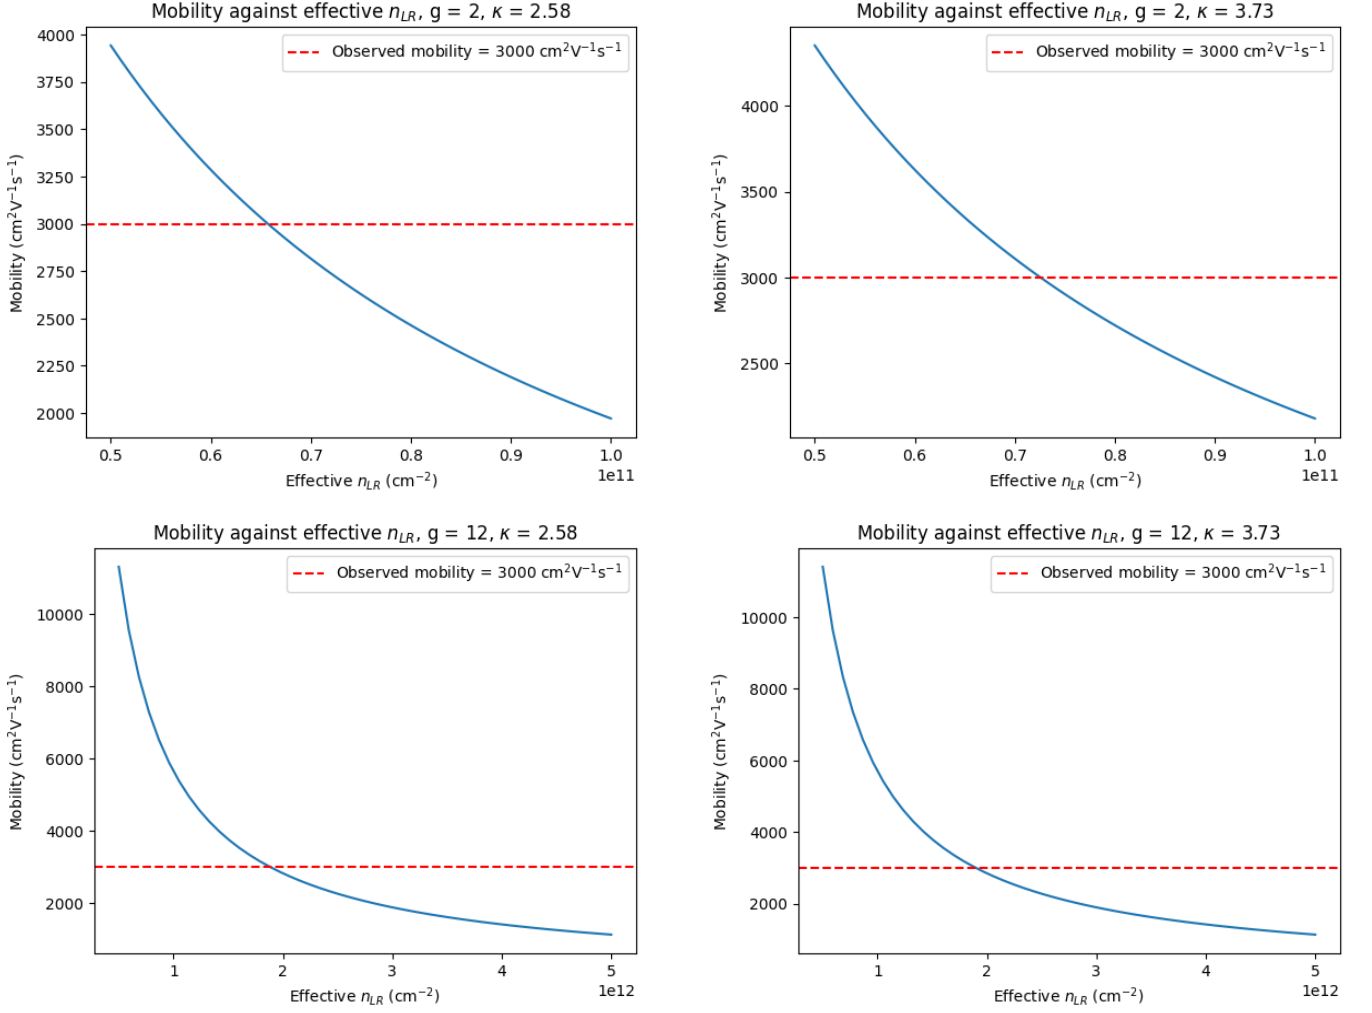 Mobility against effective n_LR, g = 2, κ = 2.58
Observed mobility = 3000 cm²V⁻¹s⁻¹
4000
3750
3500
3250
3000
2750
2500
2250
2000
Mobility (cm²V⁻¹s⁻¹)
0.5 0.6 0.7 0.8 0.9 1.0
1e11
Effective n_LR (cm⁻²)
Mobility against effective n_LR, g = 2, κ = 3.73
Observed mobility = 3000 cm²V⁻¹s⁻¹
4000
3500
3000
2500
Mobility (cm²V⁻¹s⁻¹)
0.5 0.6 0.7 0.8 0.9 1.0
1e11
Effective n_LR (cm⁻²)
Mobility against effective n_LR, g = 12, κ = 2.58
Observed mobility = 3000 cm²V⁻¹s⁻¹
10000
8000
6000
4000
2000
Mobility (cm²V⁻¹s⁻¹)
1 2 3 4 5
1e12
Effective n_LR (cm⁻²)
Mobility against effective n_LR, g = 12, κ = 3.73
Observed mobility = 3000 cm²V⁻¹s⁻¹
10000
8000
6000
4000
2000
Mobility (cm²V⁻¹s⁻¹)
1 2 3 4 5
1e12
Effective n_LR (cm⁻²)